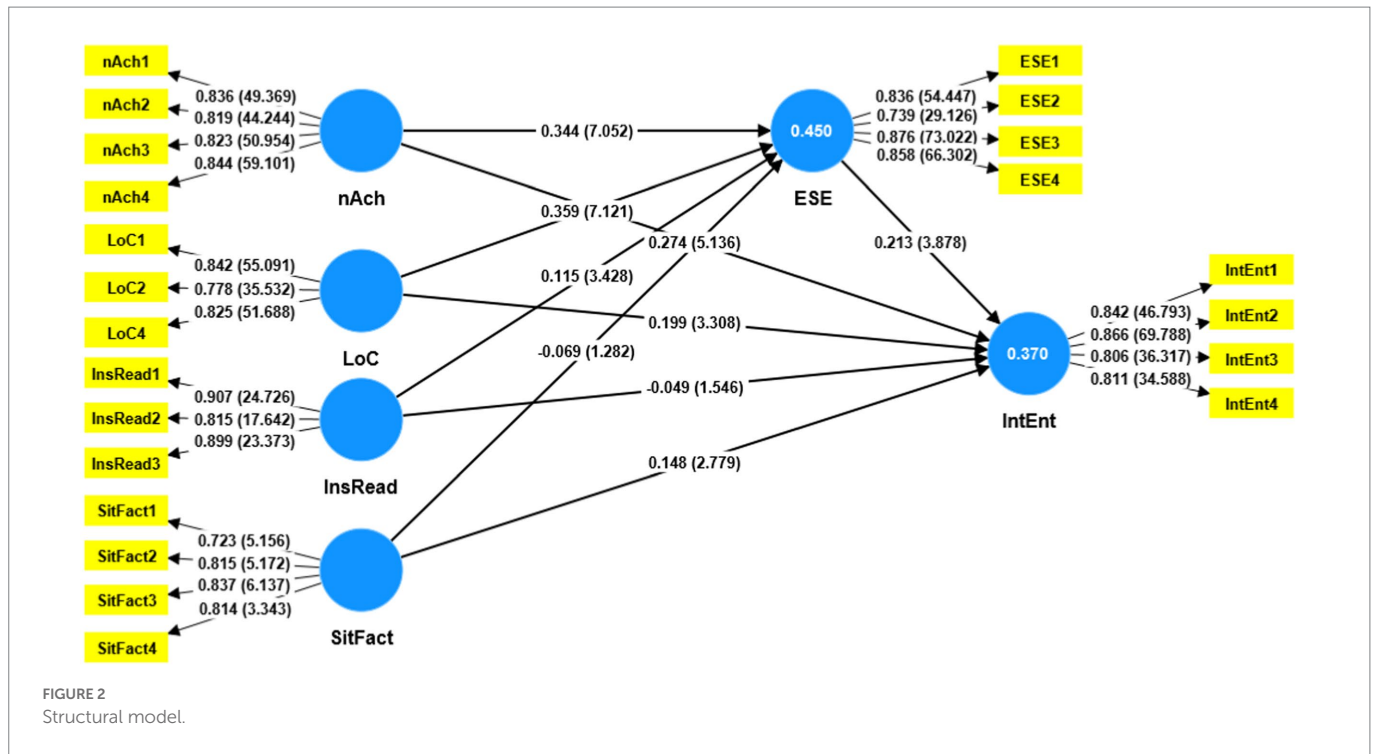 nAch1
nAch2
nAch3
nAch4
0.836 (49.369)
0.819 (44.244)
0.823 (50.954)
0.844 (59.101)
nAch
LoC1
LoC2
LoC4
0.842 (55.091)
0.778 (35.532)
0.825 (51.688)
LoC
InsRead1
InsRead2
InsRead3
0.907 (24.726)
0.815 (17.642)
0.899 (23.373)
InsRead
SitFact1
SitFact2
SitFact3
SitFact4
0.723 (5.156)
0.815 (5.172)
0.837 (6.137)
0.814 (3.343)
SitFact
0.344 (7.052)
0.359 (7.121)
0.274 (5.136)
0.115 (3.428)
0.199 (3.308)
-0.069 (1.282)
-0.049 (1.546)
0.148 (2.779)
0.213 (3.878)
0.450
ESE
0.836 (54.447)
0.739 (29.126)
0.876 (73.022)
0.858 (66.302)
ESE1
ESE2
ESE3
ESE4
0.370
IntEnt
0.842 (46.793)
0.866 (69.788)
0.806 (36.317)
0.811 (34.588)
IntEnt1
IntEnt2
IntEnt3
IntEnt4
FIGURE 2
Structural model.